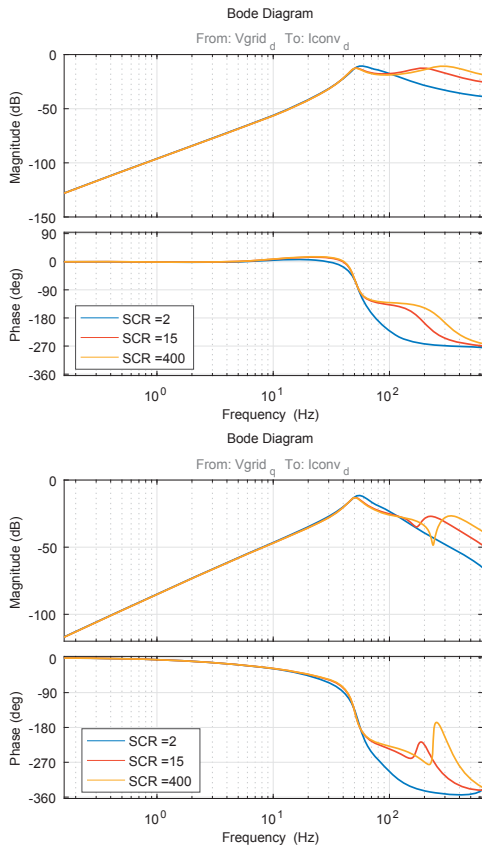 Bode Diagram
From: Vgrid_d To: Iconv_d
Magnitude (dB)
0
-50
-100
-150
Phase (deg)
90
0
-90
-180
-270
-360
SCR =2
SCR =15
SCR =400
10^0
10^1
10^2
Frequency (Hz)
Bode Diagram
From: Vgrid_q To: Iconv_d
Magnitude (dB)
0
-50
-100
Phase (deg)
0
-90
-180
-270
-360
SCR =2
SCR =15
SCR =400
10^0
10^1
10^2
Frequency (Hz)